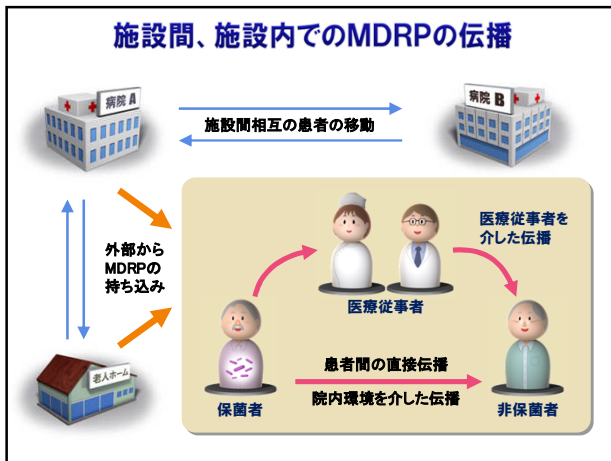 施設間、施設内でのMDRPの伝播
病院 A
病院 B
施設間相互の患者の移動
外部から
MDRPの
持ち込み
老人ホーム
医療従事者を
介した伝播
医療従事者
患者間の直接伝播
院内環境を介した伝播
保菌者
非保菌者